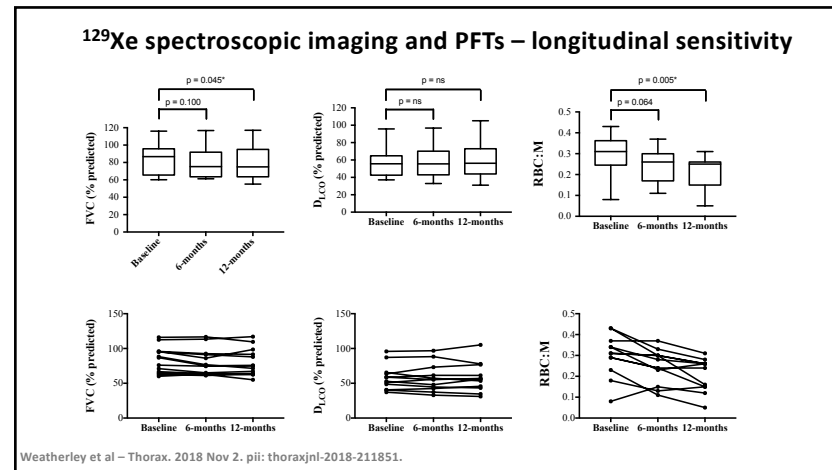 ¹²⁹Xe spectroscopic imaging and PFTs – longitudinal sensitivity
p = 0.045*
p = 0.100
FVC (% predicted)
120
100
80
60
40
20
0
Baseline
6-months
12-months
p = ns
p = ns
D_LCO (% predicted)
120
100
80
60
40
20
0
Baseline 6-months 12-months
p = 0.005*
p = 0.064
RBC:M
0.5
0.4
0.3
0.2
0.1
0.0
Baseline 6-months 12-months
FVC (% predicted)
150
100
50
0
Baseline 6-months 12-months
D_LCO (% predicted)
150
100
50
0
Baseline 6-months 12-months
RBC:M
0.5
0.4
0.3
0.2
0.1
0.0
Baseline 6-months 12-months
Weatherley et al – Thorax. 2018 Nov 2. pii: thoraxjnl-2018-211851.